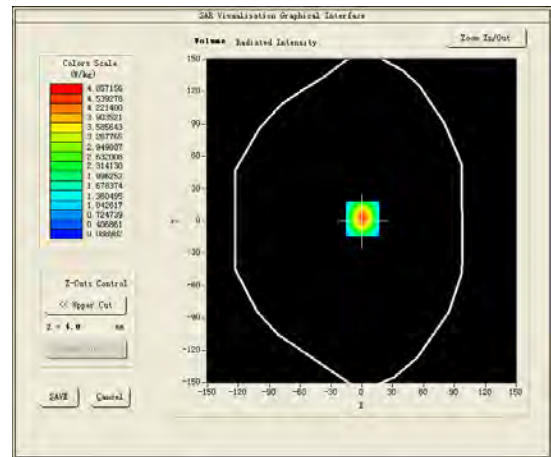 SAR Visualisation Graphical Interface
Volume Radiated Intensity
Zoom In/Out
Colors Scale
(W/kg)
4.857156
4.539278
4.221400
3.903521
3.585643
3.267765
2.949887
2.632008
2.314130
1.996252
1.678374
1.360495
1.042617
0.724739
0.406861
Z-Cuts Control
<< Upper Cut
Z = 4.0 mm
SAVE
Cancel
150
120
90
60
30
0
-30
-60
-90
-120
-150
Y
-150 -120 -90 -60 -30 0 30 60 90 120 150
X